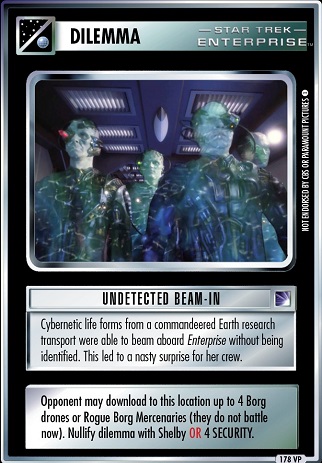 DILEMMA
STAR TREK
ENTERPRISE™
NOT ENDORSED BY CBS OR PARAMOUNT PICTURES
UNDETECTED BEAM-IN
Cybernetic life forms from a commandeered Earth research
transport were able to beam aboard Enterprise without being
identified. This led to a nasty surprise for her crew.
Opponent may download to this location up to 4 Borg
drones or Rogue Borg Mercenaries (they do not battle
now). Nullify dilemma with Shelby OR 4 SECURITY.
178 VP